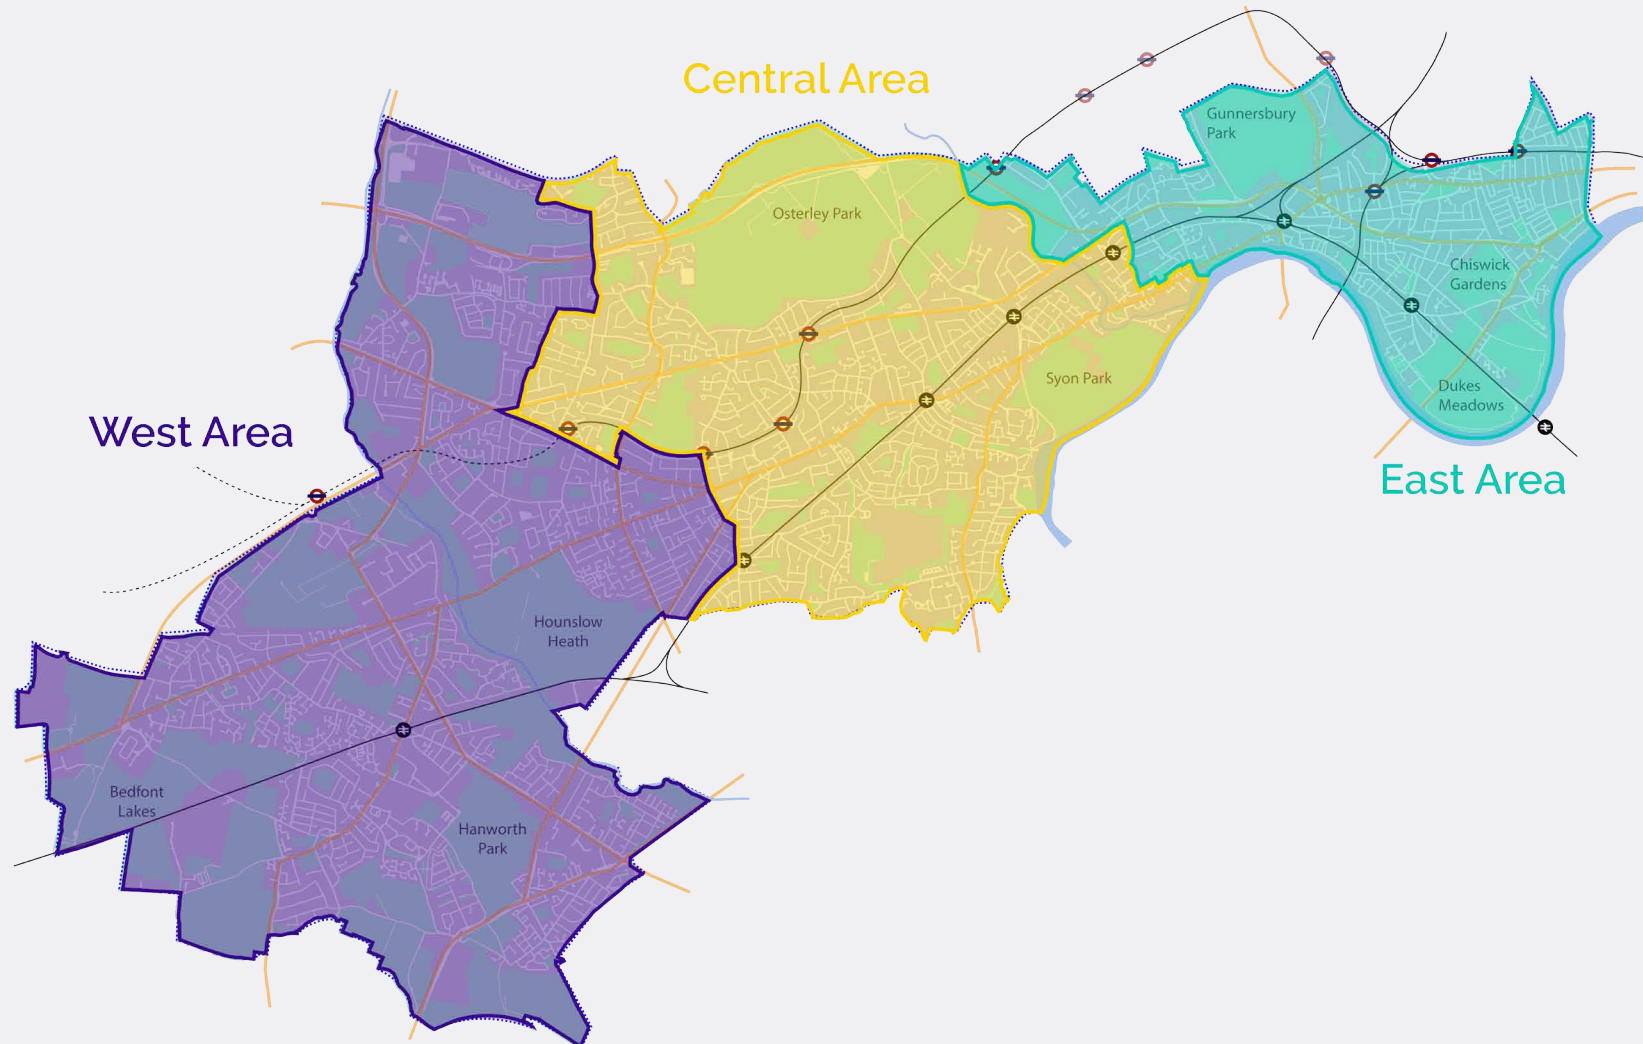 Central Area
Gunnersbury
Park
Osterley Park
Chiswick
Gardens
Syon Park
Dukes
Meadows
West Area
East Area
Hounslow
Heath
Bedfont
Lakes
Hanworth
Park